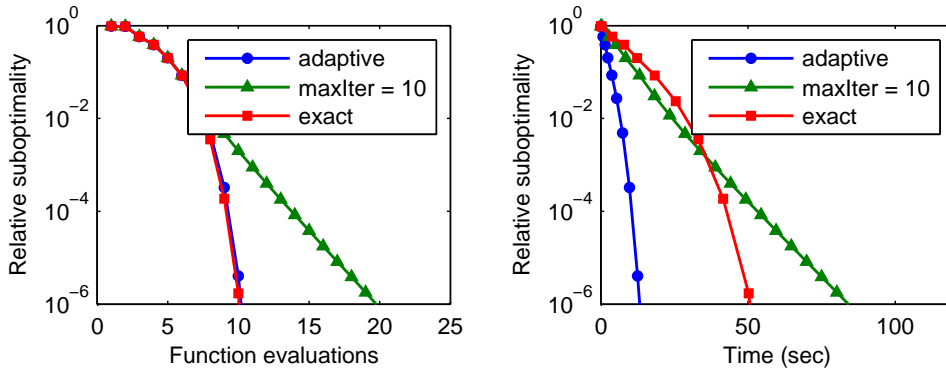 10^0
10^−2
10^−4
10^−6
Relative suboptimality
0 5 10 15 20 25
Function evaluations
adaptive
maxIter = 10
exact
10^0
10^−2
10^−4
10^−6
Relative suboptimality
0 50 100
Time (sec)
adaptive
maxIter = 10
exact